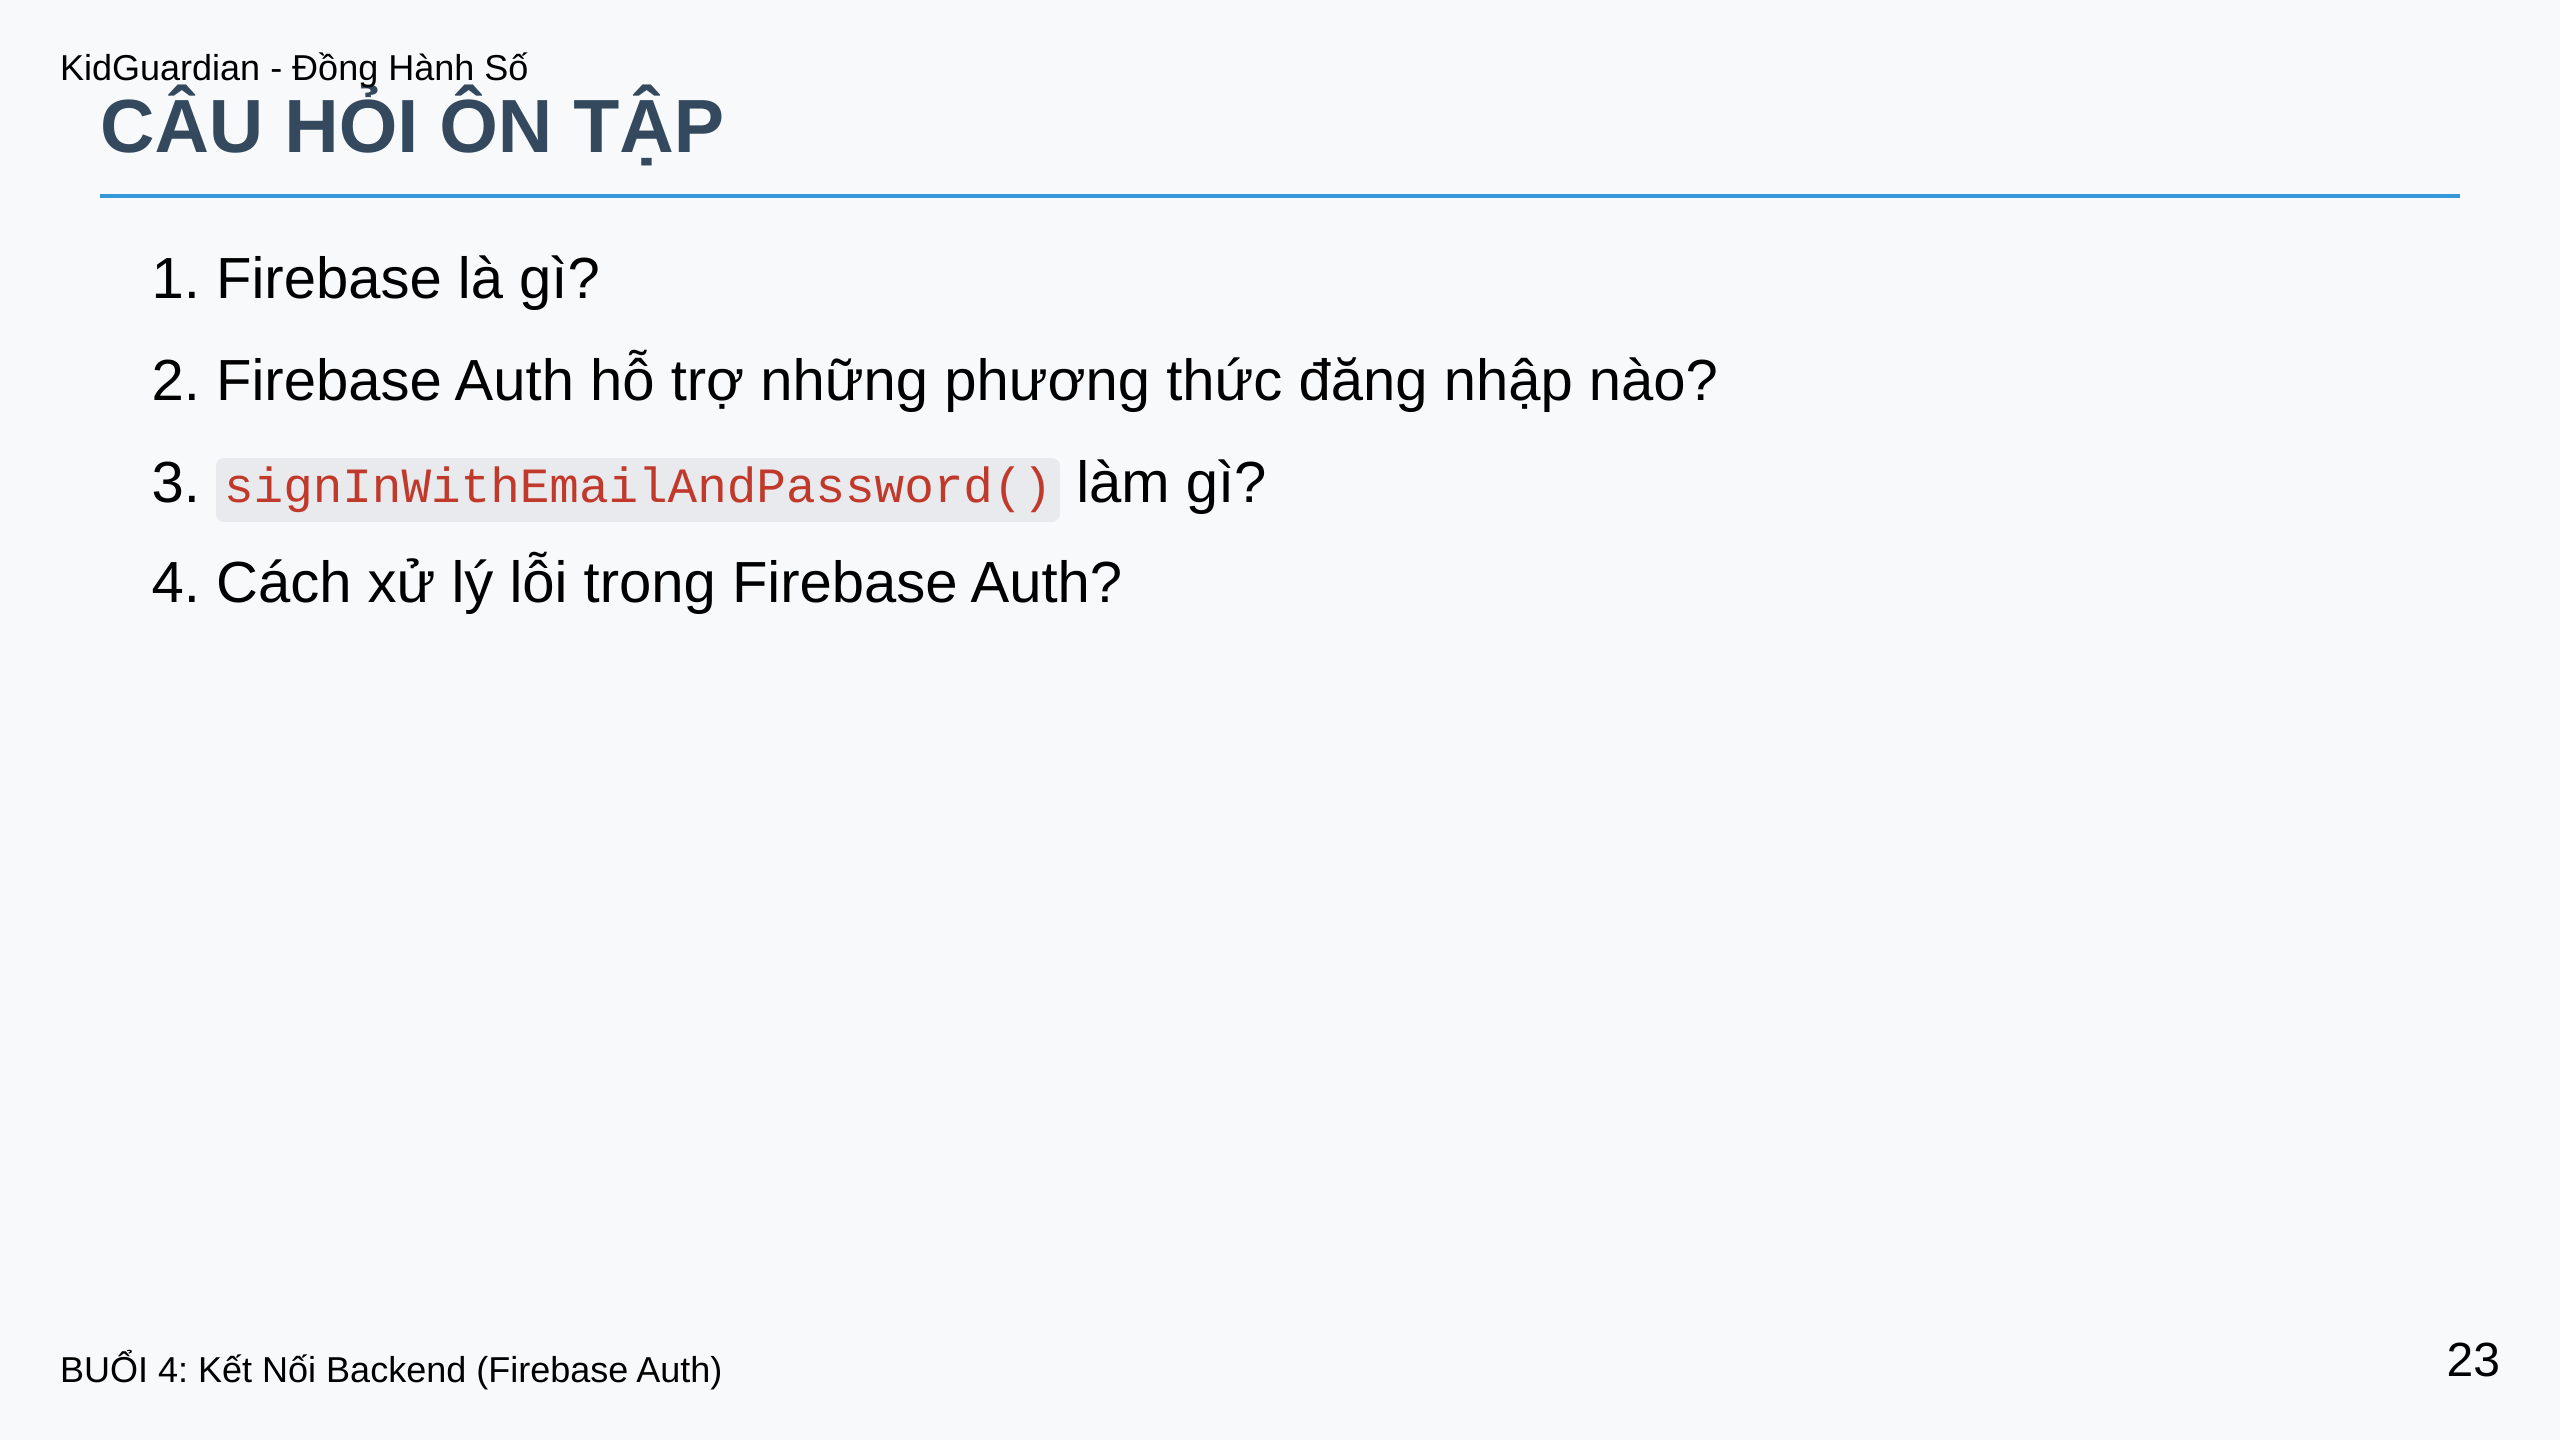 KidGuardian - Đồng Hành Số
CÂU HỎI ÔN TẬP
1. Firebase là gì?
2. Firebase Auth hỗ trợ những phương thức đăng nhập nào?
3. signInWithEmailAndPassword() làm gì?
4. Cách xử lý lỗi trong Firebase Auth?
BUỔI 4: Kết Nối Backend (Firebase Auth)
23